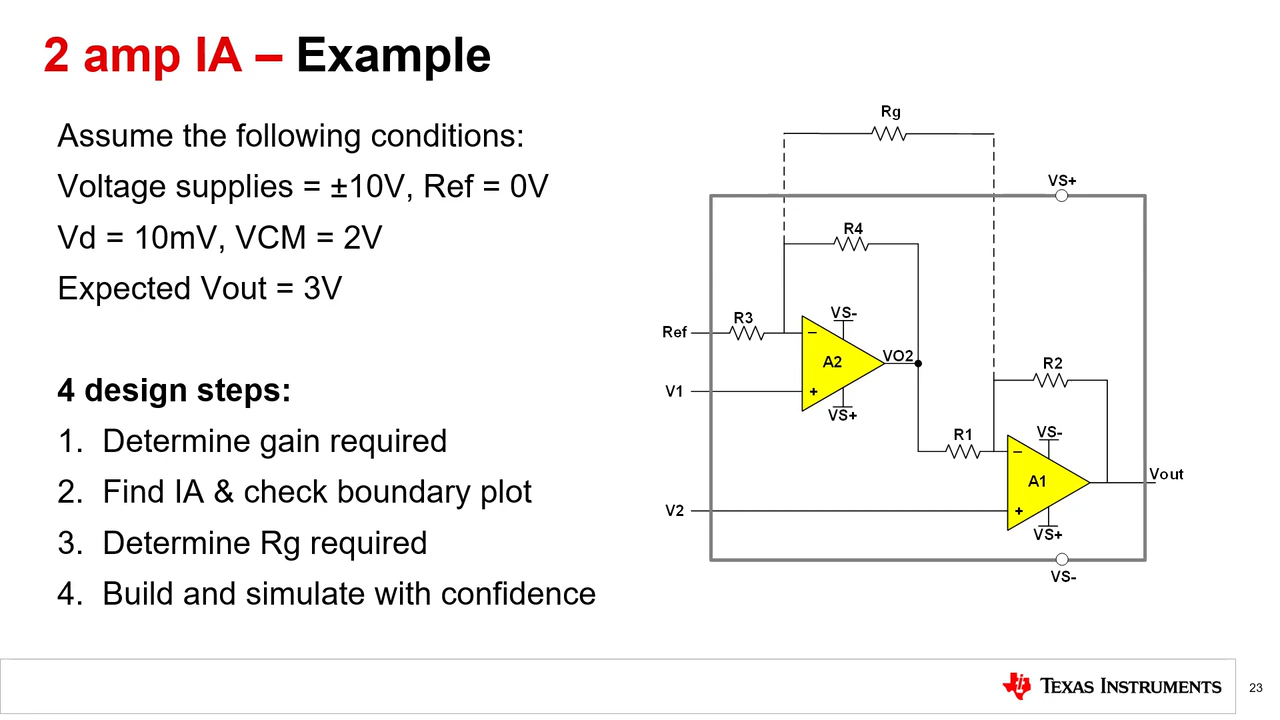 2 amp IA – Example
Assume the following conditions:
Voltage supplies = ±10V, Ref = 0V
Vd = 10mV, VCM = 2V
Expected Vout = 3V
4 design steps:
1. Determine gain required
2. Find IA & check boundary plot
3. Determine Rg required
4. Build and simulate with confidence
Rg
VS+
R4
R3
VS-
Ref
A2
VO2
V1
VS+
R2
R1
VS-
Vout
A1
V2
VS+
VS-
TEXAS INSTRUMENTS
23